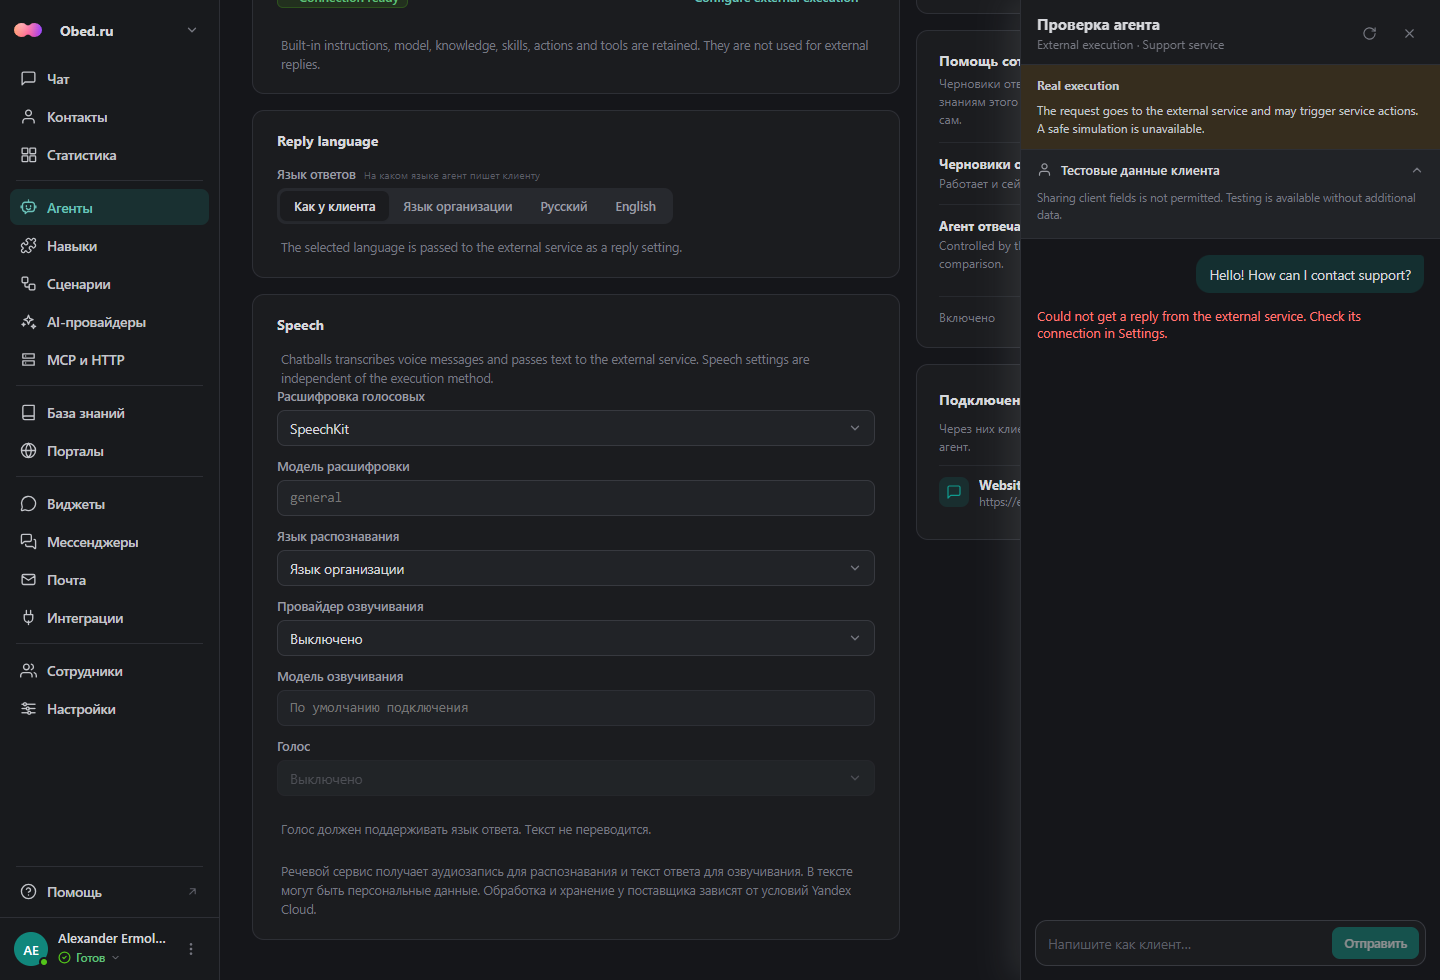 Obed.ru
Чат
Контакты
Статистика
Агенты
Навыки
Сценарии
AI-провайдеры
MCP и HTTP
База знаний
Порталы
Виджеты
Мессенджеры
Почта
Интеграции
Сотрудники
Настройки
Помощь
AE
Alexander Ermol...
Готов
Connection ready
Configure external execution
Built-in instructions, model, knowledge, skills, actions and tools are retained. They are not used for external
replies.
Reply language
Язык ответов На каком языке агент пишет клиенту
Как у клиента Язык организации Русский English
The selected language is passed to the external service as a reply setting.
Speech
Chatballs transcribes voice messages and passes text to the external service. Speech settings are
independent of the execution method.
Расшифровка голосовых
SpeechKit
Модель расшифровки
general
Язык распознавания
Язык организации
Провайдер озвучивания
Выключено
Модель озвучивания
По умолчанию подключения
Голос
Выключено
Голос должен поддерживать язык ответа. Текст не переводится.
Речевой сервис получает аудиозапись для распознавания и текст ответа для озвучивания. В тексте
могут быть персональные данные. Обработка и хранение у поставщика зависят от условий Yandex
Cloud.
Помощь сот
Черновики отв
знаниям этого
сам.
Черновики о
Работает и сей
Агент отвеча
Controlled by th
comparison.
Включено
Подключен
Через них клие
агент.
Websit
https://e
Проверка агента
External execution · Support service
Real execution
The request goes to the external service and may trigger service actions.
A safe simulation is unavailable.
Тестовые данные клиента
Sharing client fields is not permitted. Testing is available without additional
data.
Hello! How can I contact support?
Could not get a reply from the external service. Check its
connection in Settings.
Напишите как клиент...
Отправить